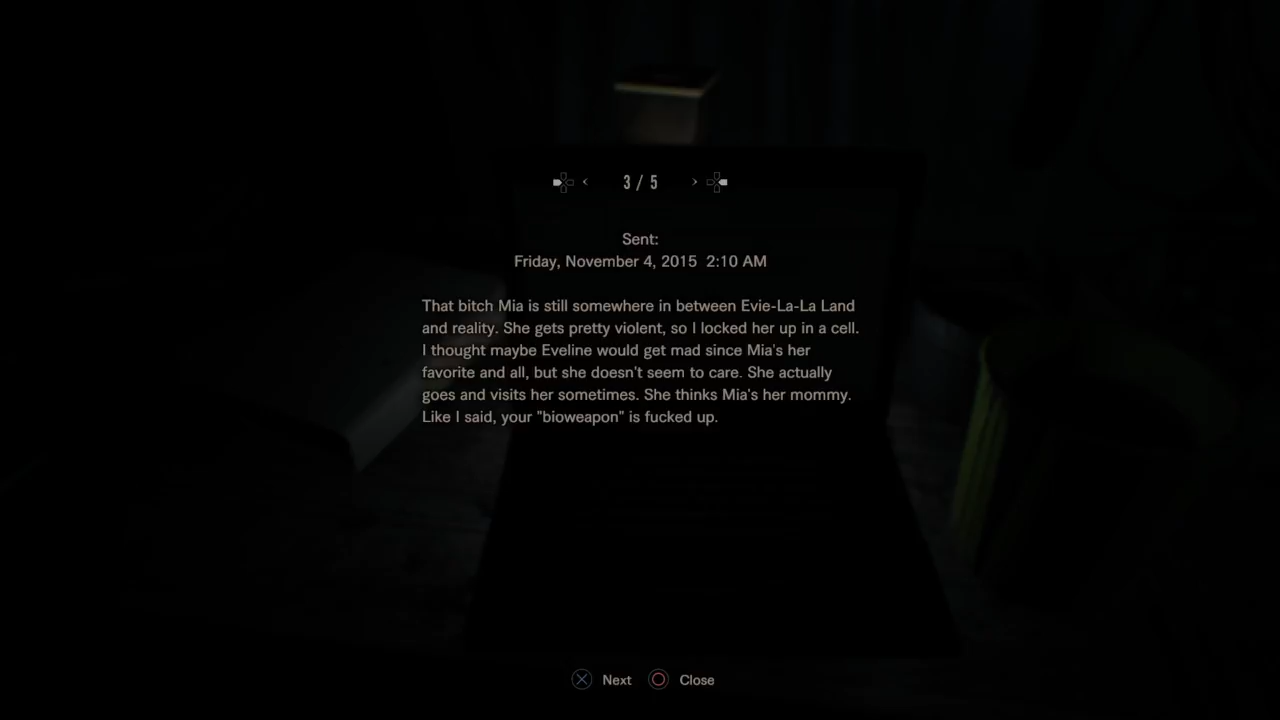 3 / 5
Sent:
Friday, November 4, 2015 2:10 AM
That bitch Mia is still somewhere in between Evie-La-La Land
and reality. She gets pretty violent, so I locked her up in a cell.
I thought maybe Eveline would get mad since Mia's her
favorite and all, but she doesn't seem to care. She actually
goes and visits her sometimes. She thinks Mia's her mommy.
Like I said, your "bioweapon" is fucked up.
Next Close